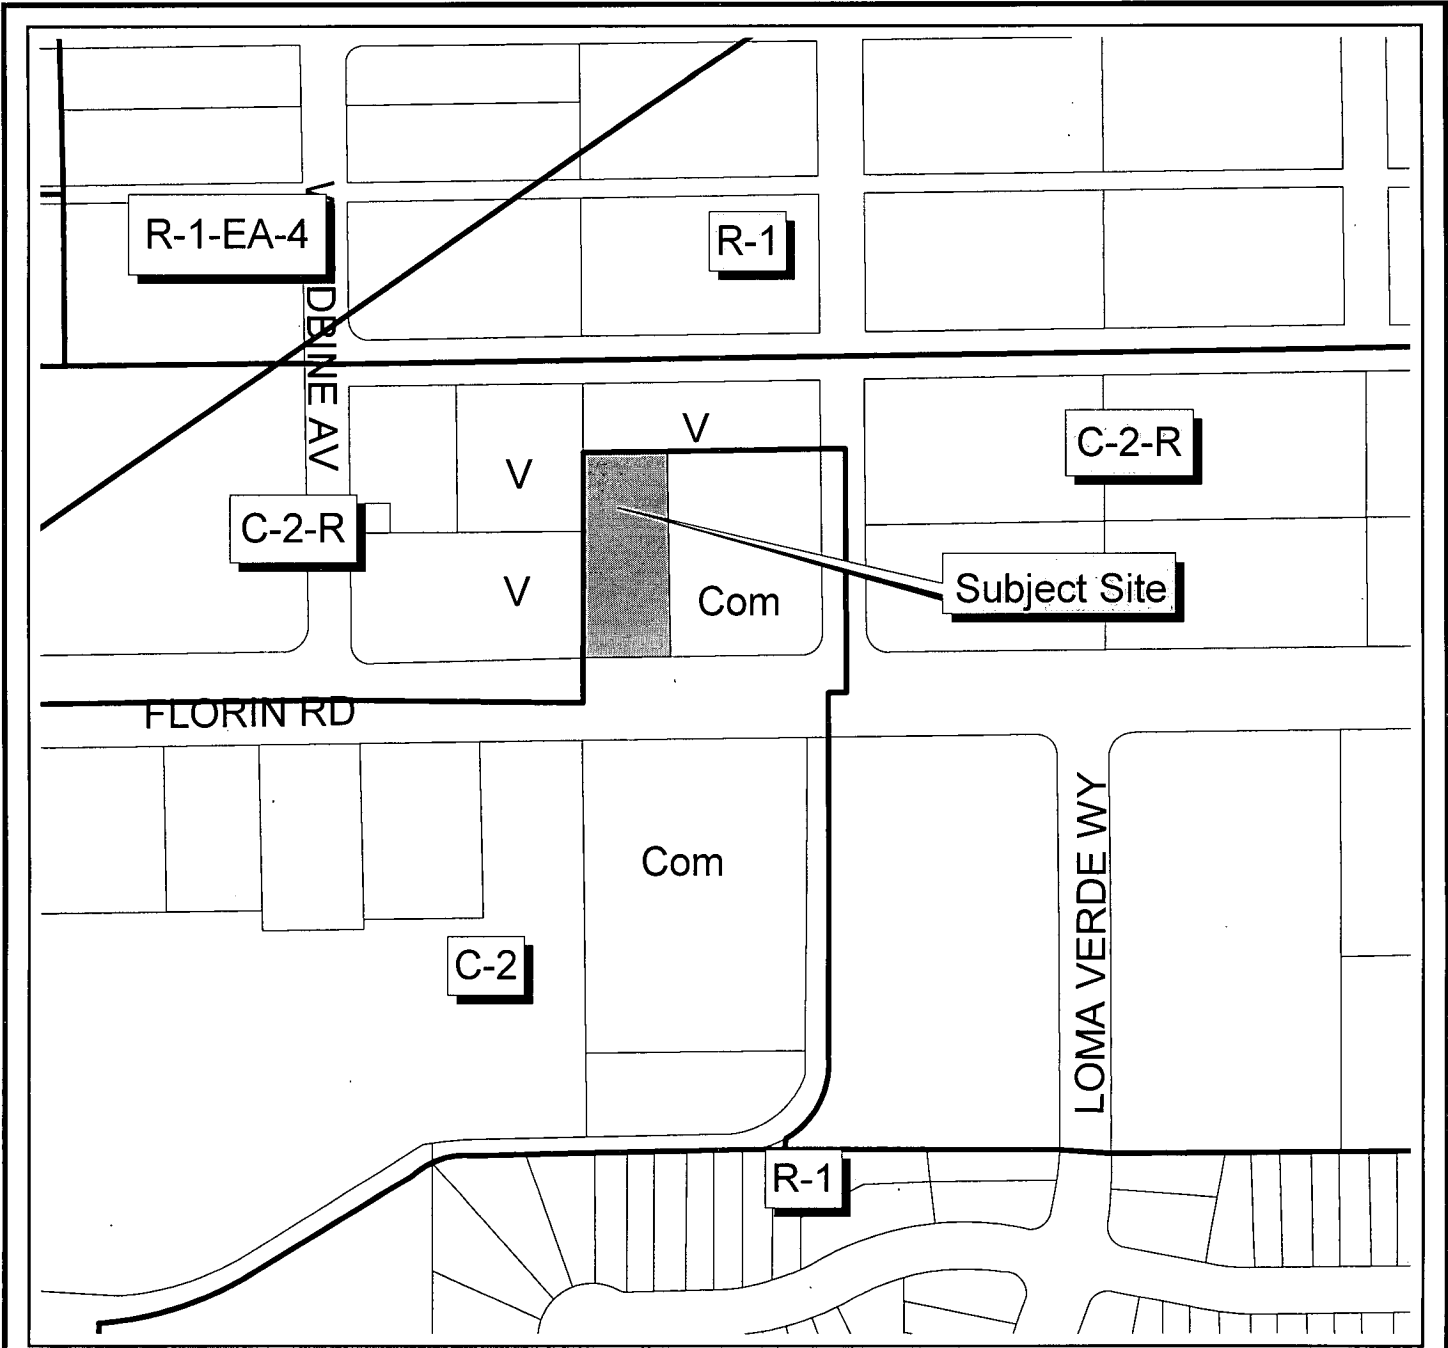 R-1-EA-4
R-1
DBINE AV
V
C-2-R
V
C-2-R
V
Com
Subject Site
FLORIN RD
Com
LOMA VERDE WY
C-2
R-1